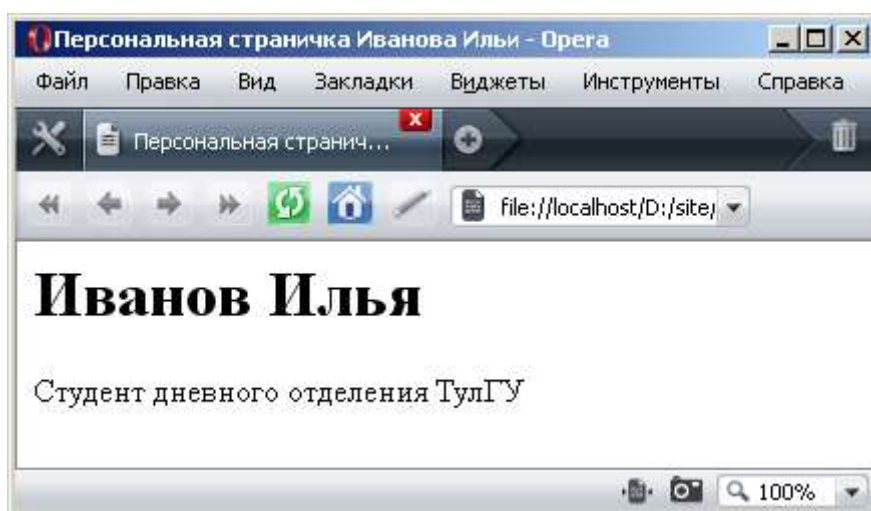 Персональная страничка Иванова Ильи - Opera
Файл Правка Вид Закладки Виджеты Инструменты Справка
Персональная странич...
file://localhost/D:/site/
Иванов Илья
Студент дневного отделения ТулГУ
100%